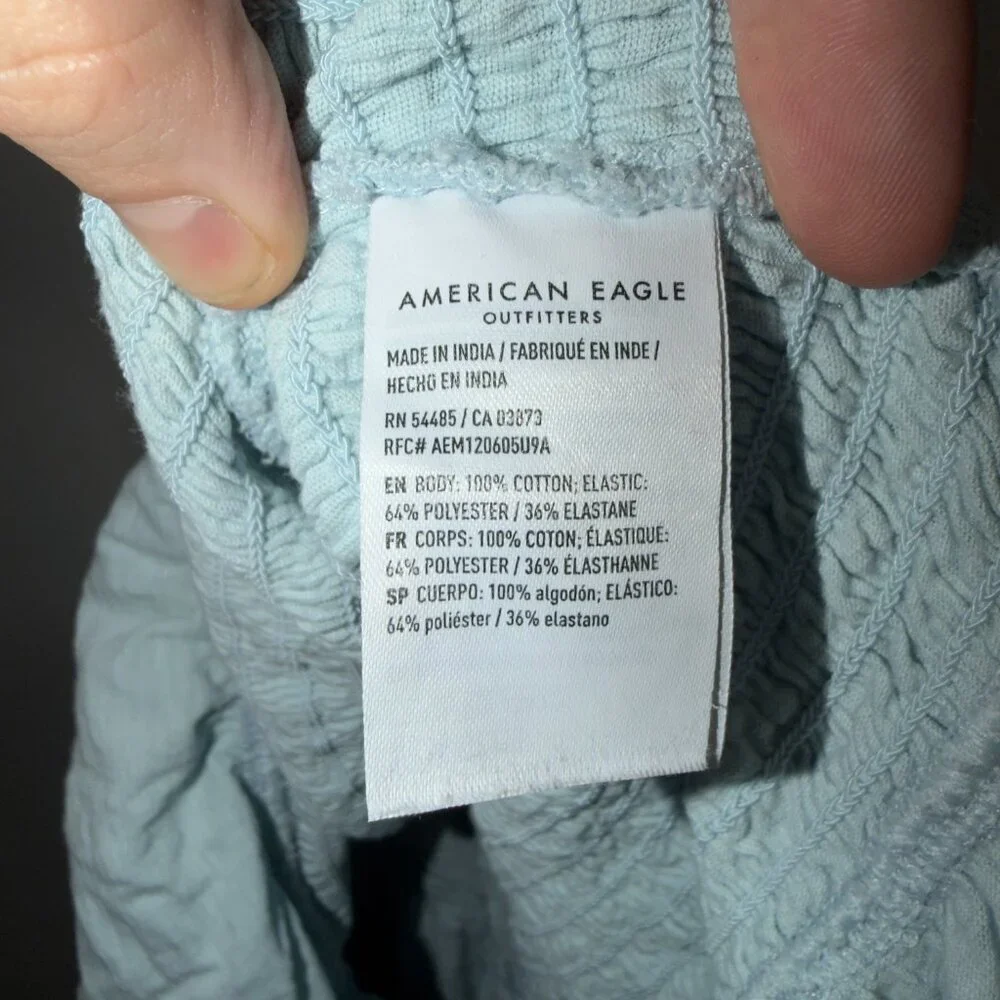 AMERICAN EAGLE
OUTFITTERS
MADE IN INDIA / FABRIQUÉ EN INDE /
HECHO EN INDIA
RN 54485 / CA 03873
RFC# AEM120605U9A
EN BODY: 100% COTTON; ELASTIC:
64% POLYESTER / 36% ELASTANE
FR CORPS: 100% COTON; ÉLASTIQUE:
64% POLYESTER / 36% ÉLASTHANNE
SP CUERPO: 100% algodón; ELÁSTICO:
64% poliéster / 36% elastano